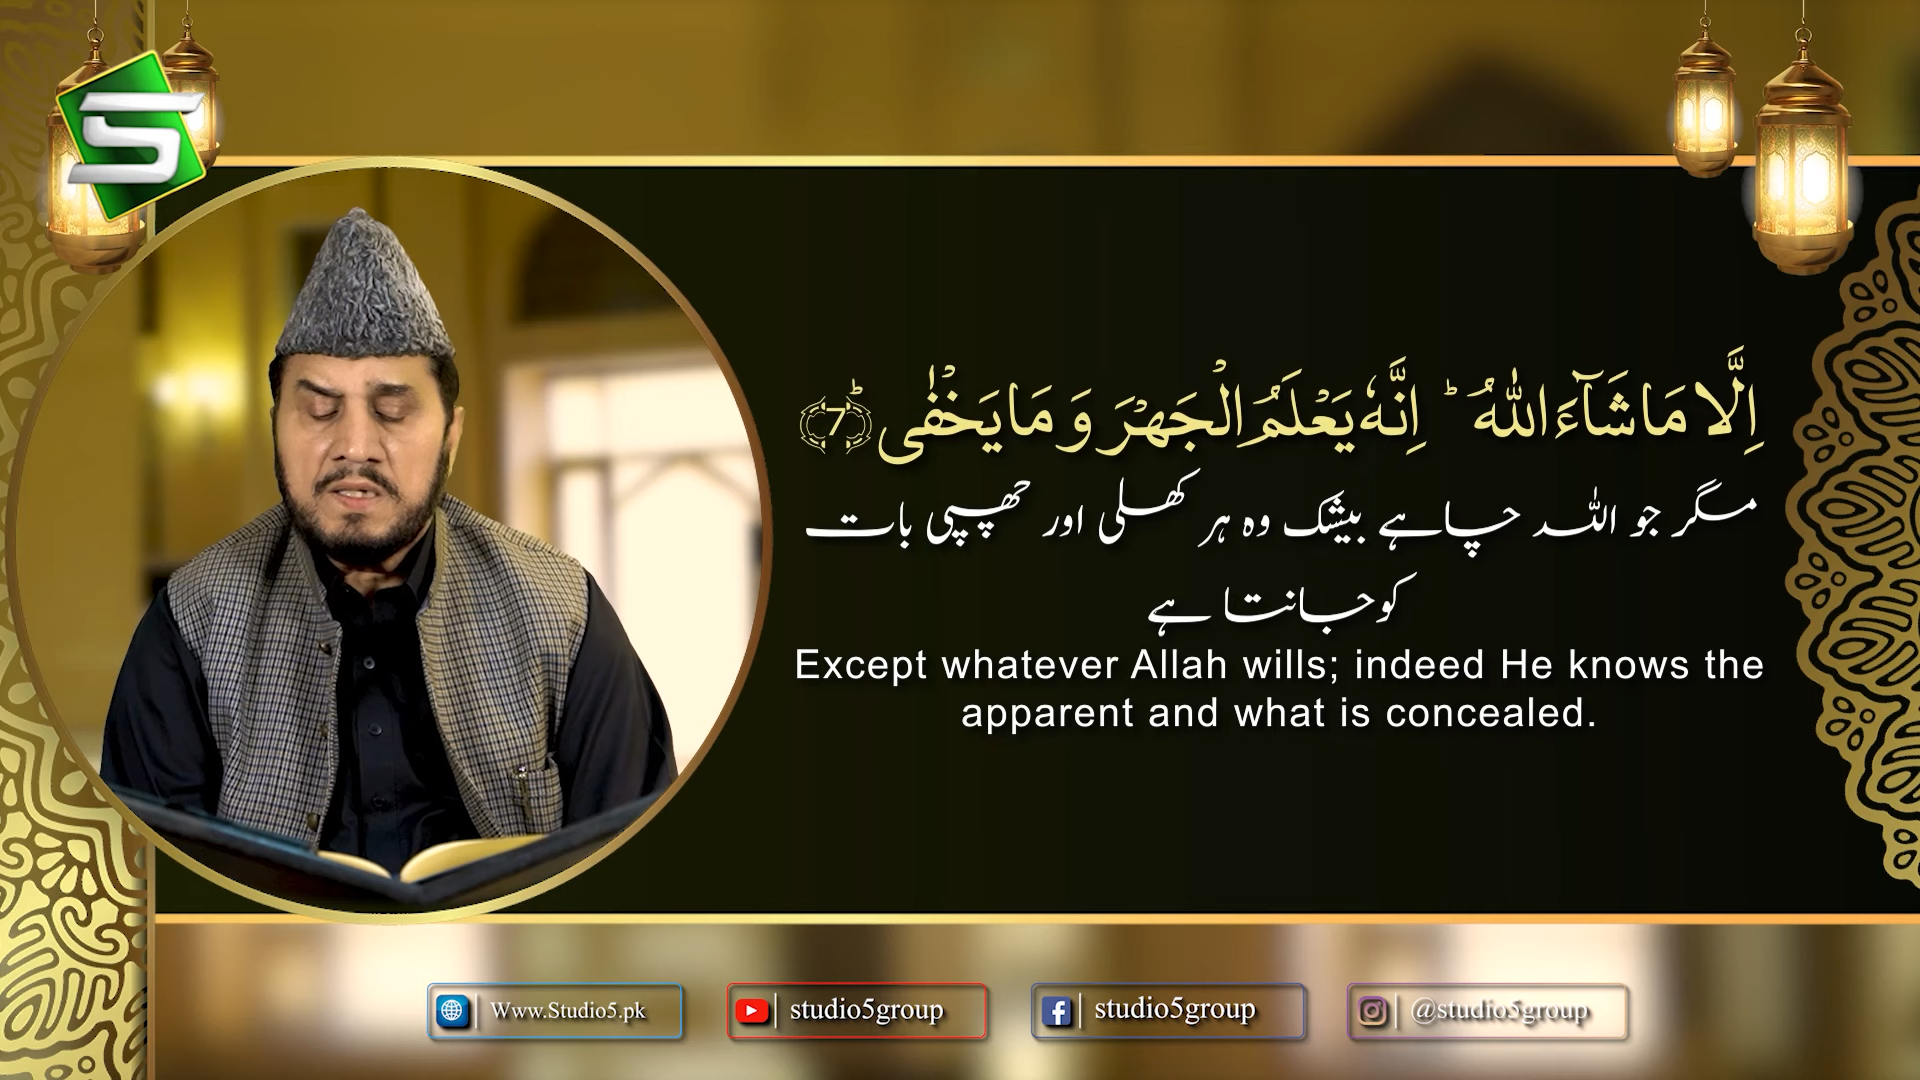 S
اِلَّا مَا شَآءَ اللّٰهُ ؕ اِنَّهٗ يَعْلَمُ الْجَهْرَ وَ مَا يَخْفٰى ؕ ﴿7﴾
مگر جو اللہ چاہے بیشک وہ ہر کھلی اور چھپی بات
کو جانتا ہے
Except whatever Allah wills; indeed He knows the
apparent and what is concealed.
Www.Studio5.pk
studio5group
studio5group
@studio5group